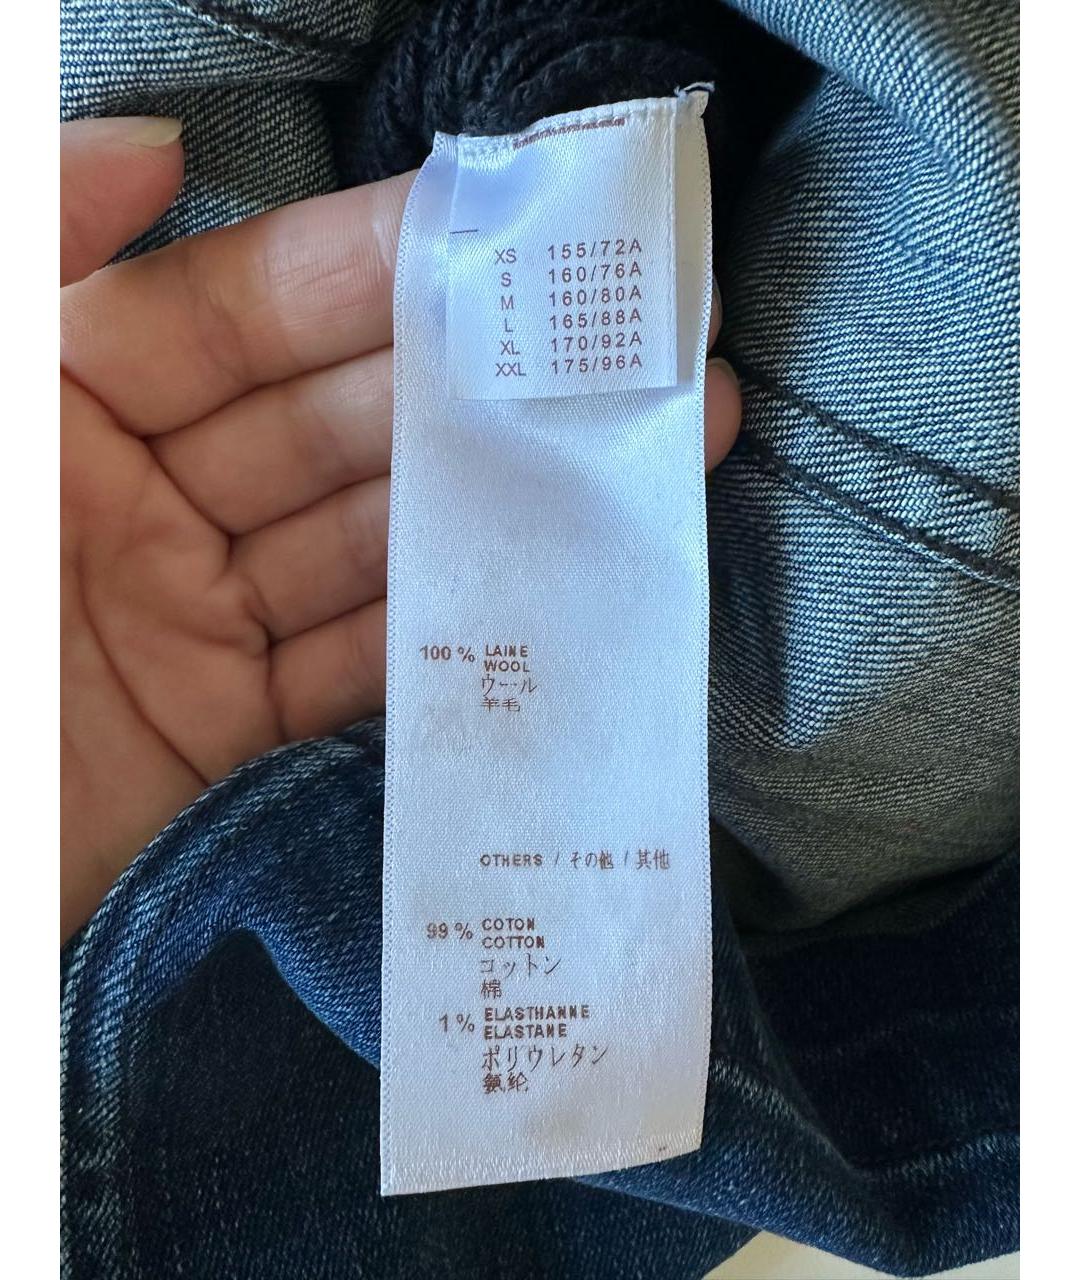 XS 155/72A
S 160/76A
M 160/80A
L 165/88A
XL 170/92A
XXL 175/96A
100 % LAINE
WOOL
ウール
羊毛
OTHERS / その他 / 其他
99 % COTON
COTTON
コットン
棉
1 % ELASTHANNE
ELASTANE
ポリウレタン
氨纶